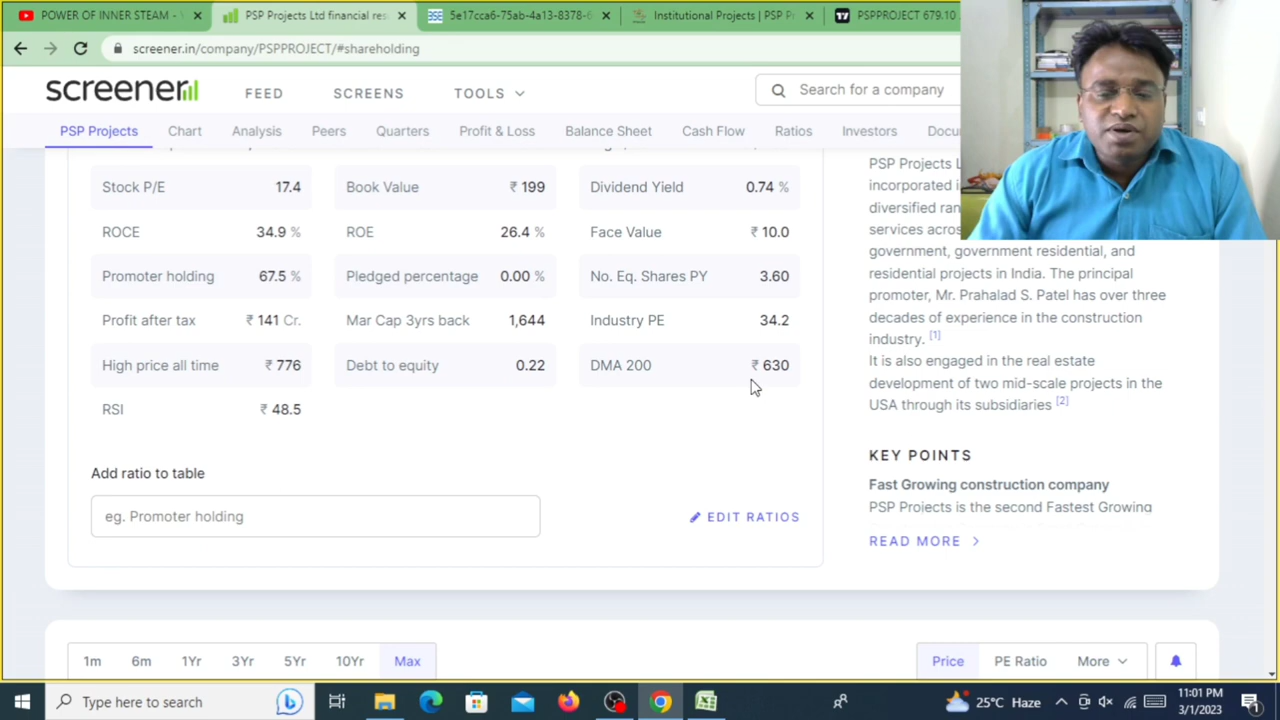 POWER OF INNER STEAM -
PSP Projects Ltd financial res
5e17cca6-75ab-4a13-8378-6
Institutional Projects | PSP P
PSPPROJECT 679.10
screener.in/company/PSPPROJECT/#shareholding
screener
FEED
SCREENS
TOOLS
Search for a company
PSP Projects
Chart
Analysis
Peers
Quarters
Profit & Loss
Balance Sheet
Cash Flow
Ratios
Investors
Docu
Stock P/E 17.4
Book Value ₹ 199
Dividend Yield 0.74 %
ROCE 34.9 %
ROE 26.4 %
Face Value ₹ 10.0
Promoter holding 67.5 %
Pledged percentage 0.00 %
No. Eq. Shares PY 3.60
Profit after tax ₹ 141 Cr.
Mar Cap 3yrs back 1,644
Industry PE 34.2
High price all time ₹ 776
Debt to equity 0.22
DMA 200 ₹ 630
RSI ₹ 48.5
Add ratio to table
eg. Promoter holding
EDIT RATIOS
PSP Projects L
incorporated i
diversified ran
services acros
government, government residential, and
residential projects in India. The principal
promoter, Mr. Prahalad S. Patel has over three
decades of experience in the construction
industry. [1]
It is also engaged in the real estate
development of two mid-scale projects in the
USA through its subsidiaries [2]
KEY POINTS
Fast Growing construction company
PSP Projects is the second Fastest Growing
READ MORE
1m
6m
1Yr
3Yr
5Yr
10Yr
Max
Price
PE Ratio
More
Type here to search
25°C Haze
11:01 PM
3/1/2023